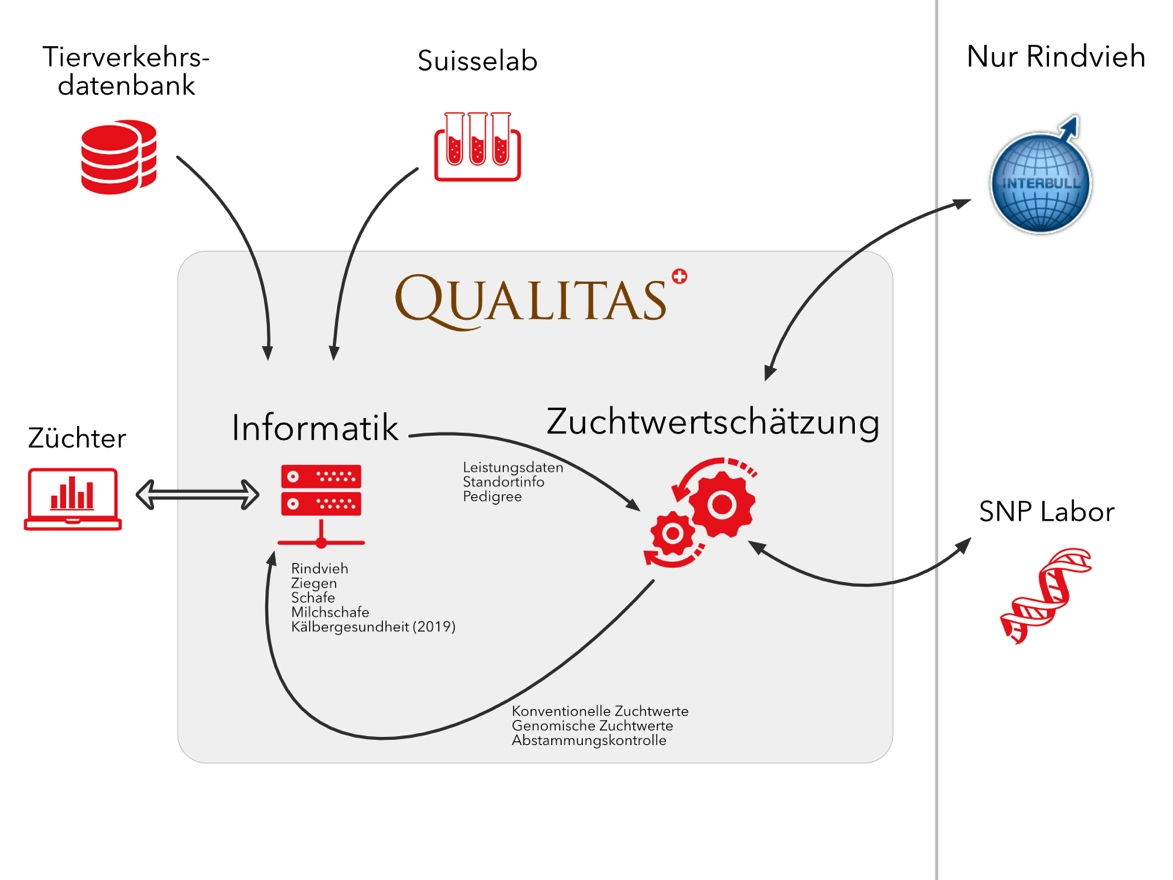 Tierverkehrs-
datenbank
Suisselab
Nur Rindvieh
INTERBULL
QUALITAS
Informatik
Zuchtwertschätzung
Züchter
Leistungsdaten
Standortinfo
Pedigree
SNP Labor
Rindvieh
Ziegen
Schafe
Milchschafe
Kälbergesundheit (2019)
Konventionelle Zuchtwerte
Genomische Zuchtwerte
Abstammungskontrolle